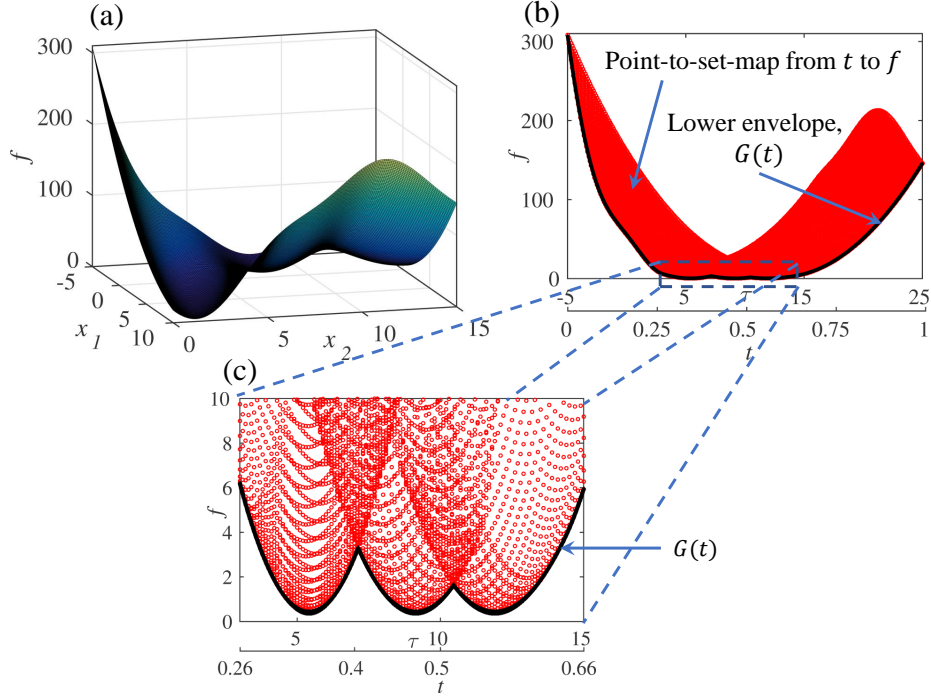 (a)
300
200
100
0
f
-5
0
5
10
x_1
0
5
10
15
x_2
(b)
300
200
100
0
f
Point-to-set-map from t to f
Lower envelope,
G(t)
-5 5 τ 15 25
0 0.25 0.5 0.75 1
t
(c)
10
8
6
4
2
0
f
G(t)
5 τ 10 15
0.26 0.4 0.5 0.66
t